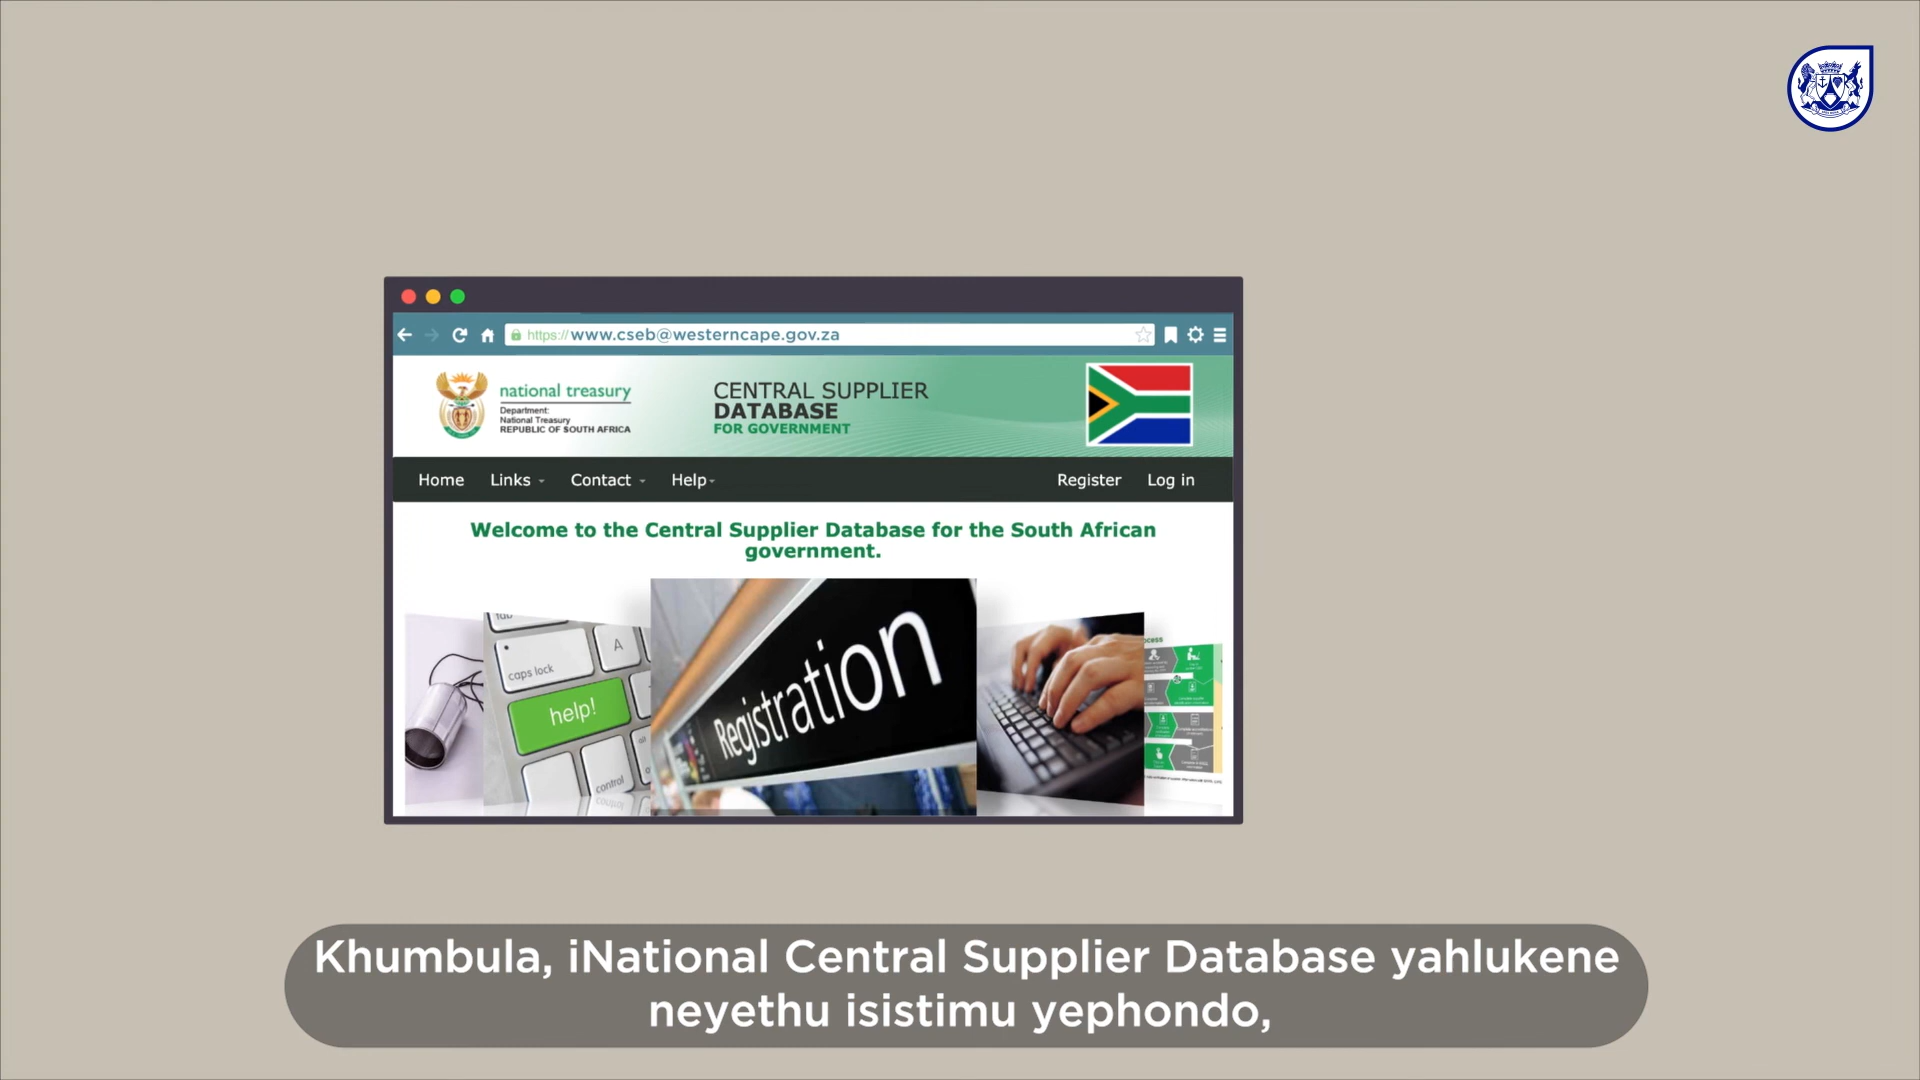 https://www.cseb@westerncape.gov.za
national treasury
Department:
National Treasury
REPUBLIC OF SOUTH AFRICA
CENTRAL SUPPLIER
DATABASE
FOR GOVERNMENT
Home Links Contact Help Register Log in
Welcome to the Central Supplier Database for the South African
government.
caps lock
A
help!
control
Registration
Khumbula, iNational Central Supplier Database yahlukene
neyethu isistimu yephondo,